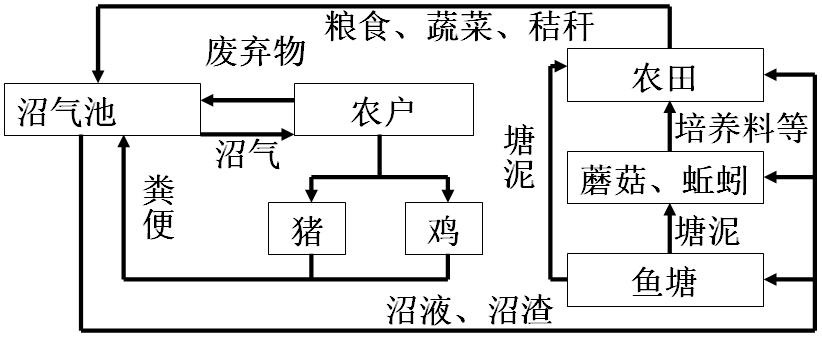 粮食、蔬菜、秸秆
废弃物
农田
沼气池
农户
沼气
培养料等
塘泥
蘑菇、蚯蚓
粪便
猪
鸡
塘泥
鱼塘
沼液、沼渣